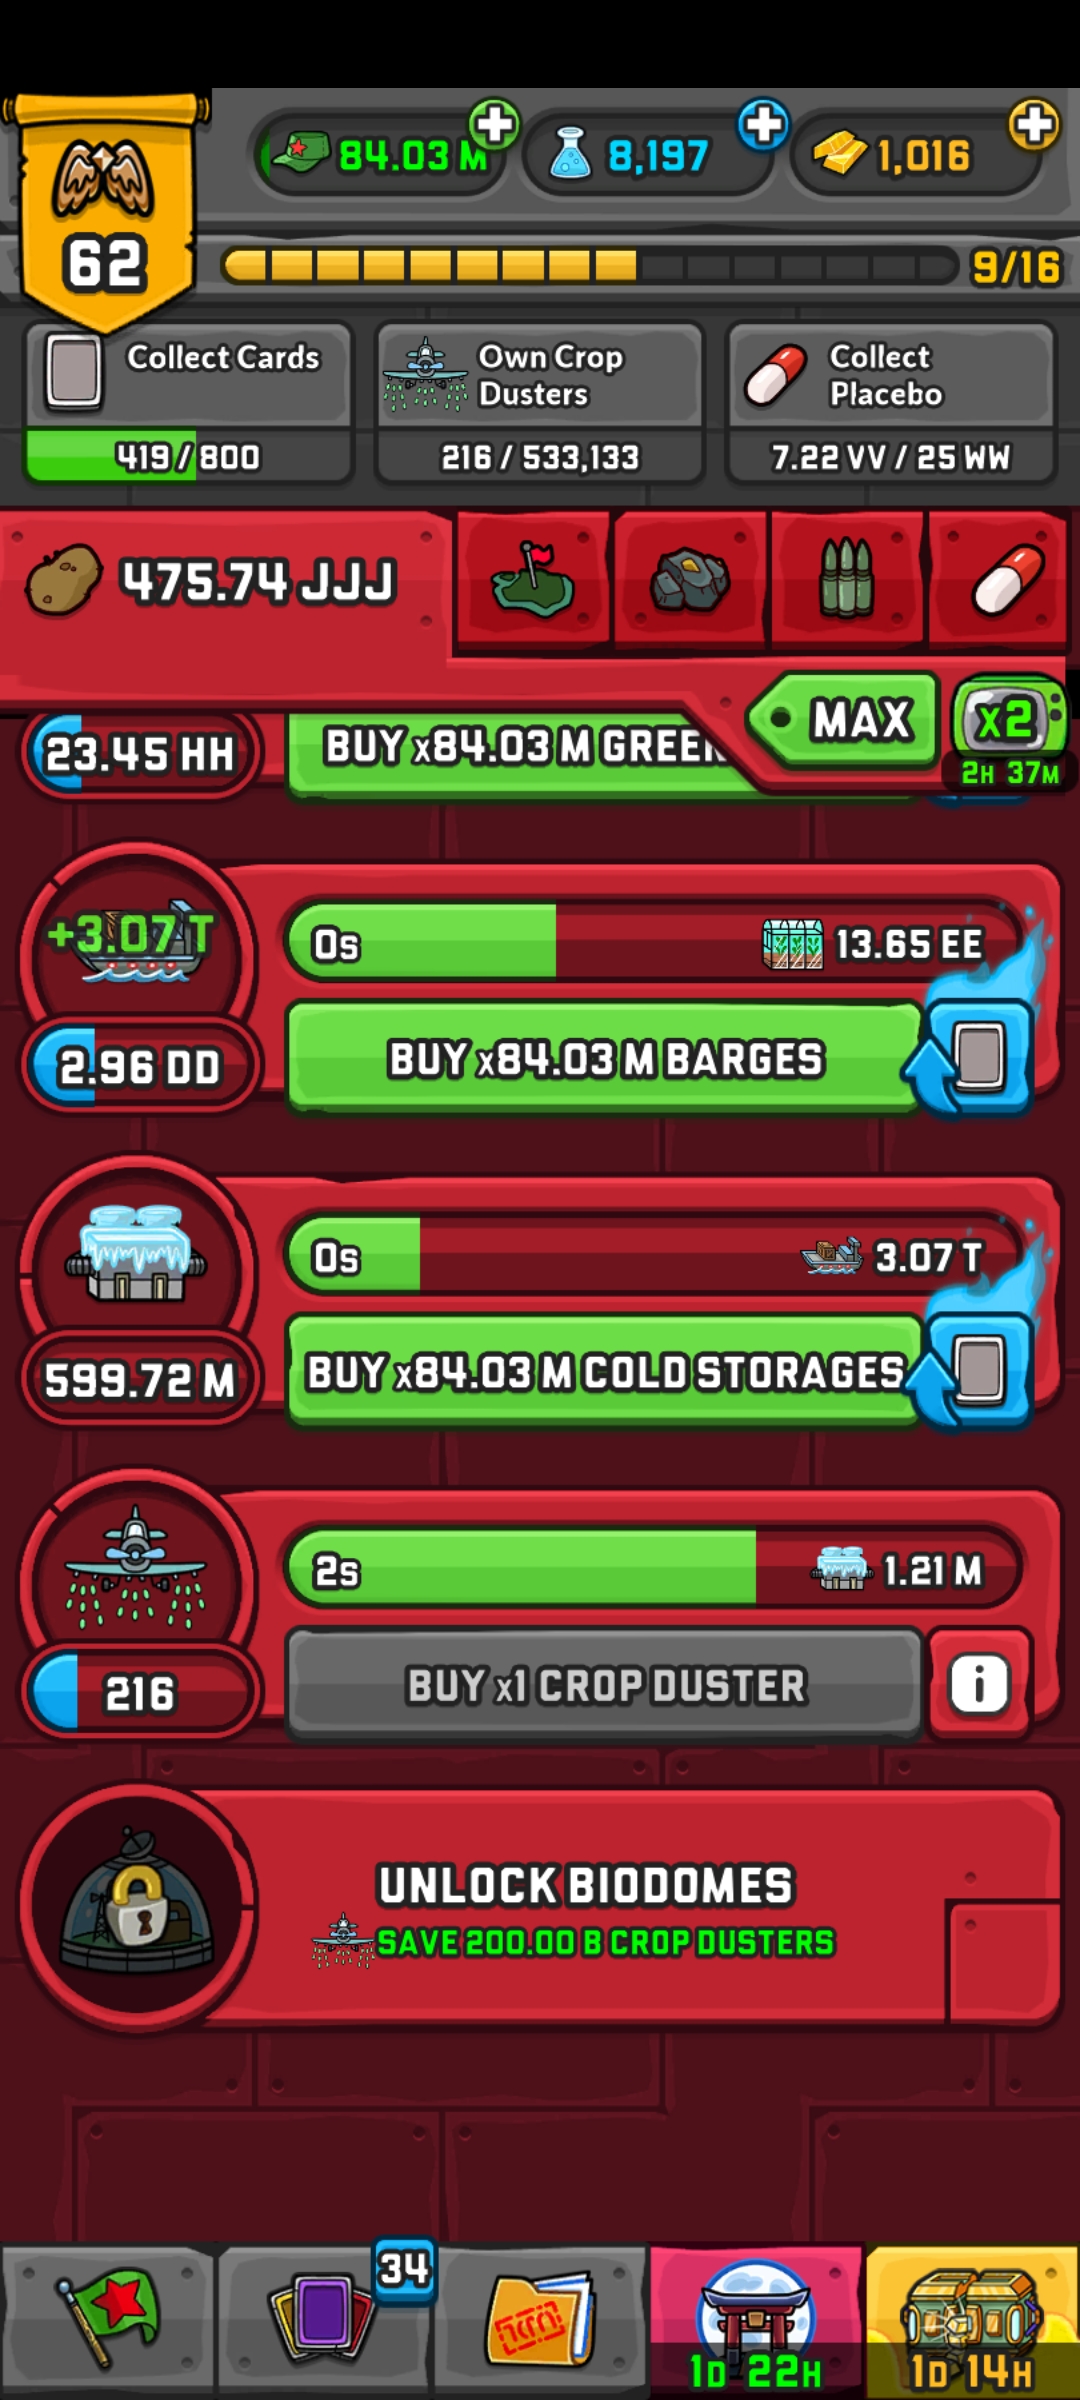 84.03 M
8,197
1,016
62
9/16
Collect Cards
419 / 800
Own Crop
Dusters
216 / 533,133
Collect
Placebo
7.22 VV / 25 WW
475.74 JJJ
MAX
x2
2H 37M
23.45 HH
BUY x84.03 M GREEN
+3.07 T
0s
13.65 EE
2.96 DD
BUY x84.03 M BARGES
0s
3.07 T
599.72 M
BUY x84.03 M COLD STORAGES
2s
1.21 M
216
BUY x1 CROP DUSTER
i
UNLOCK BIODOMES
SAVE 200.00 B CROP DUSTERS
34
1D 22H
1D 14H